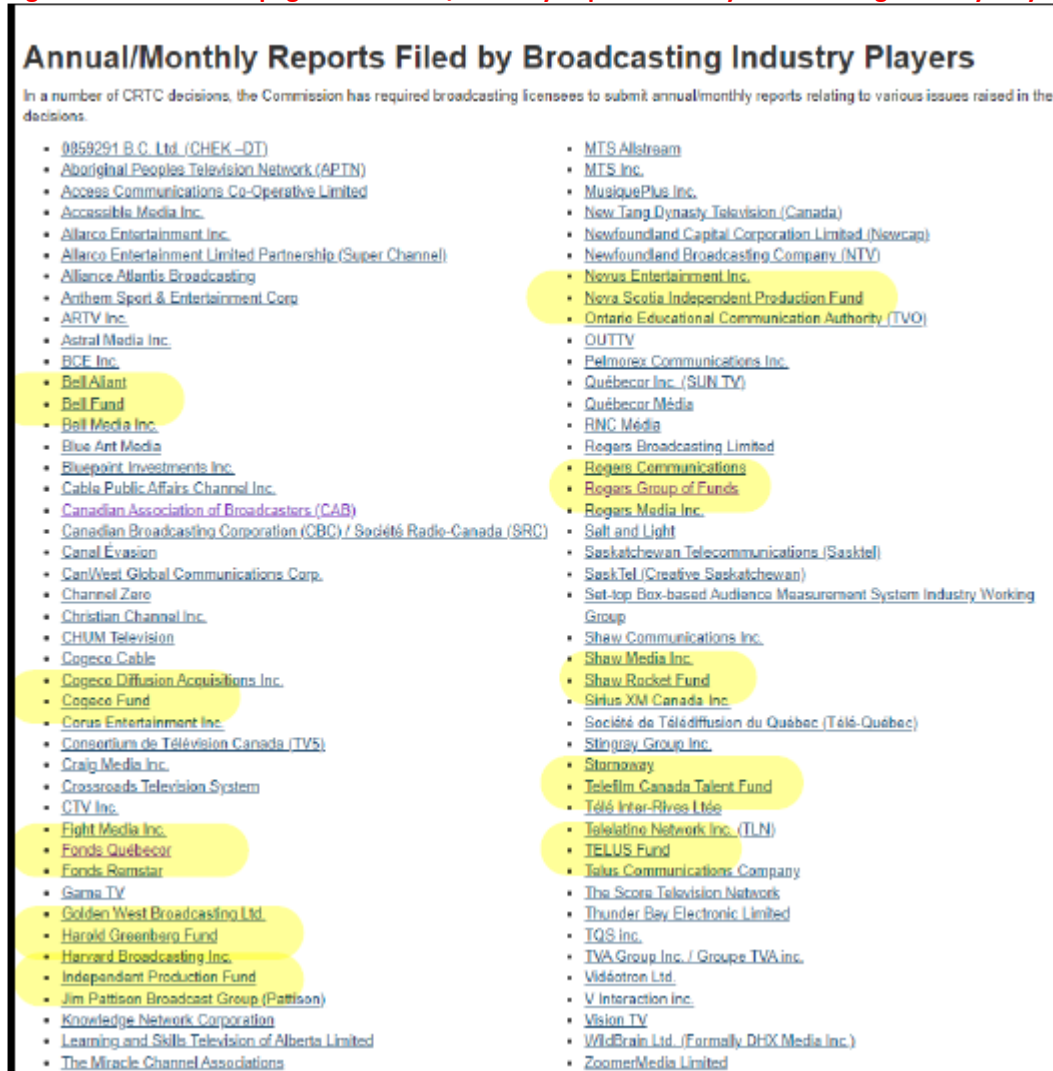 Annual/Monthly Reports Filed by Broadcasting Industry Players
In a number of CRTC decisions, the Commission has required broadcasting licensees to submit annual/monthly reports relating to various issues raised in the
decisions.
0859291 B.C. Ltd. (CHEK –DT)
Aboriginal Peoples Television Network (APTN)
Access Communications Co-Operative Limited
Accessible Media Inc.
Allarco Entertainment Inc.
Allarco Entertainment Limited Partnership (Super Channel)
Alliance Atlantis Broadcasting
Anthem Sport & Entertainment Corp
ARTV Inc.
Astral Media Inc.
BCE Inc.
Bell Aliant
Bell Fund
Bell Media Inc.
Blue Ant Media
Bluepoint Investments Inc.
Cable Public Affairs Channel Inc.
Canadian Association of Broadcasters (CAB)
Canadian Broadcasting Corporation (CBC) / Société Radio-Canada (SRC)
Canal Évasion
CanWest Global Communications Corp.
Channel Zero
Christian Channel Inc.
CHUM Television
Cogeco Cable
Cogeco Diffusion Acquisitions Inc.
Cogeco Fund
Corus Entertainment Inc.
Consortium de Télévision Canada (TV5)
Craig Media Inc.
Crossroads Television System
CTV Inc.
Fight Media Inc.
Fonds Québecor
Fonds Remstar
Game TV
Golden West Broadcasting Ltd.
Harold Greenberg Fund
Harvard Broadcasting Inc.
Independent Production Fund
Jim Pattison Broadcast Group (Pattison)
Knowledge Network Corporation
Learning and Skills Television of Alberta Limited
The Miracle Channel Associations
MTS Allstream
MTS Inc.
MusiquePlus Inc.
New Tang Dynasty Television (Canada)
Newfoundland Capital Corporation Limited (Newcap)
Newfoundland Broadcasting Company (NTV)
Novus Entertainment Inc.
Nova Scotia Independent Production Fund
Ontario Educational Communication Authority (TVO)
OUTTV
Pelmorex Communications Inc.
Québecor Inc. (SUN TV)
Québecor Média
RNC Média
Rogers Broadcasting Limited
Rogers Communications
Rogers Group of Funds
Rogers Media Inc.
Salt and Light
Saskatchewan Telecommunications (Sasktel)
SaskTel (Creative Saskatchewan)
Set-top Box-based Audience Measurement System Industry Working
Group
Shaw Communications Inc.
Shaw Media Inc.
Shaw Rocket Fund
Sirius XM Canada Inc.
Société de Télédiffusion du Québec (Télé-Québec)
Stingray Group Inc.
Stornoway
Telefilm Canada Talent Fund
Télé Inter-Rives Ltée
Telelatino Network Inc. (TLN)
TELUS Fund
Telus Communications Company
The Score Television Network
Thunder Bay Electronic Limited
TQS inc.
TVA Group Inc. / Groupe TVA inc.
Vidéotron Ltd.
V Interaction inc.
Vision TV
WildBrain Ltd. (Formally DHX Media Inc.)
ZoomerMedia Limited